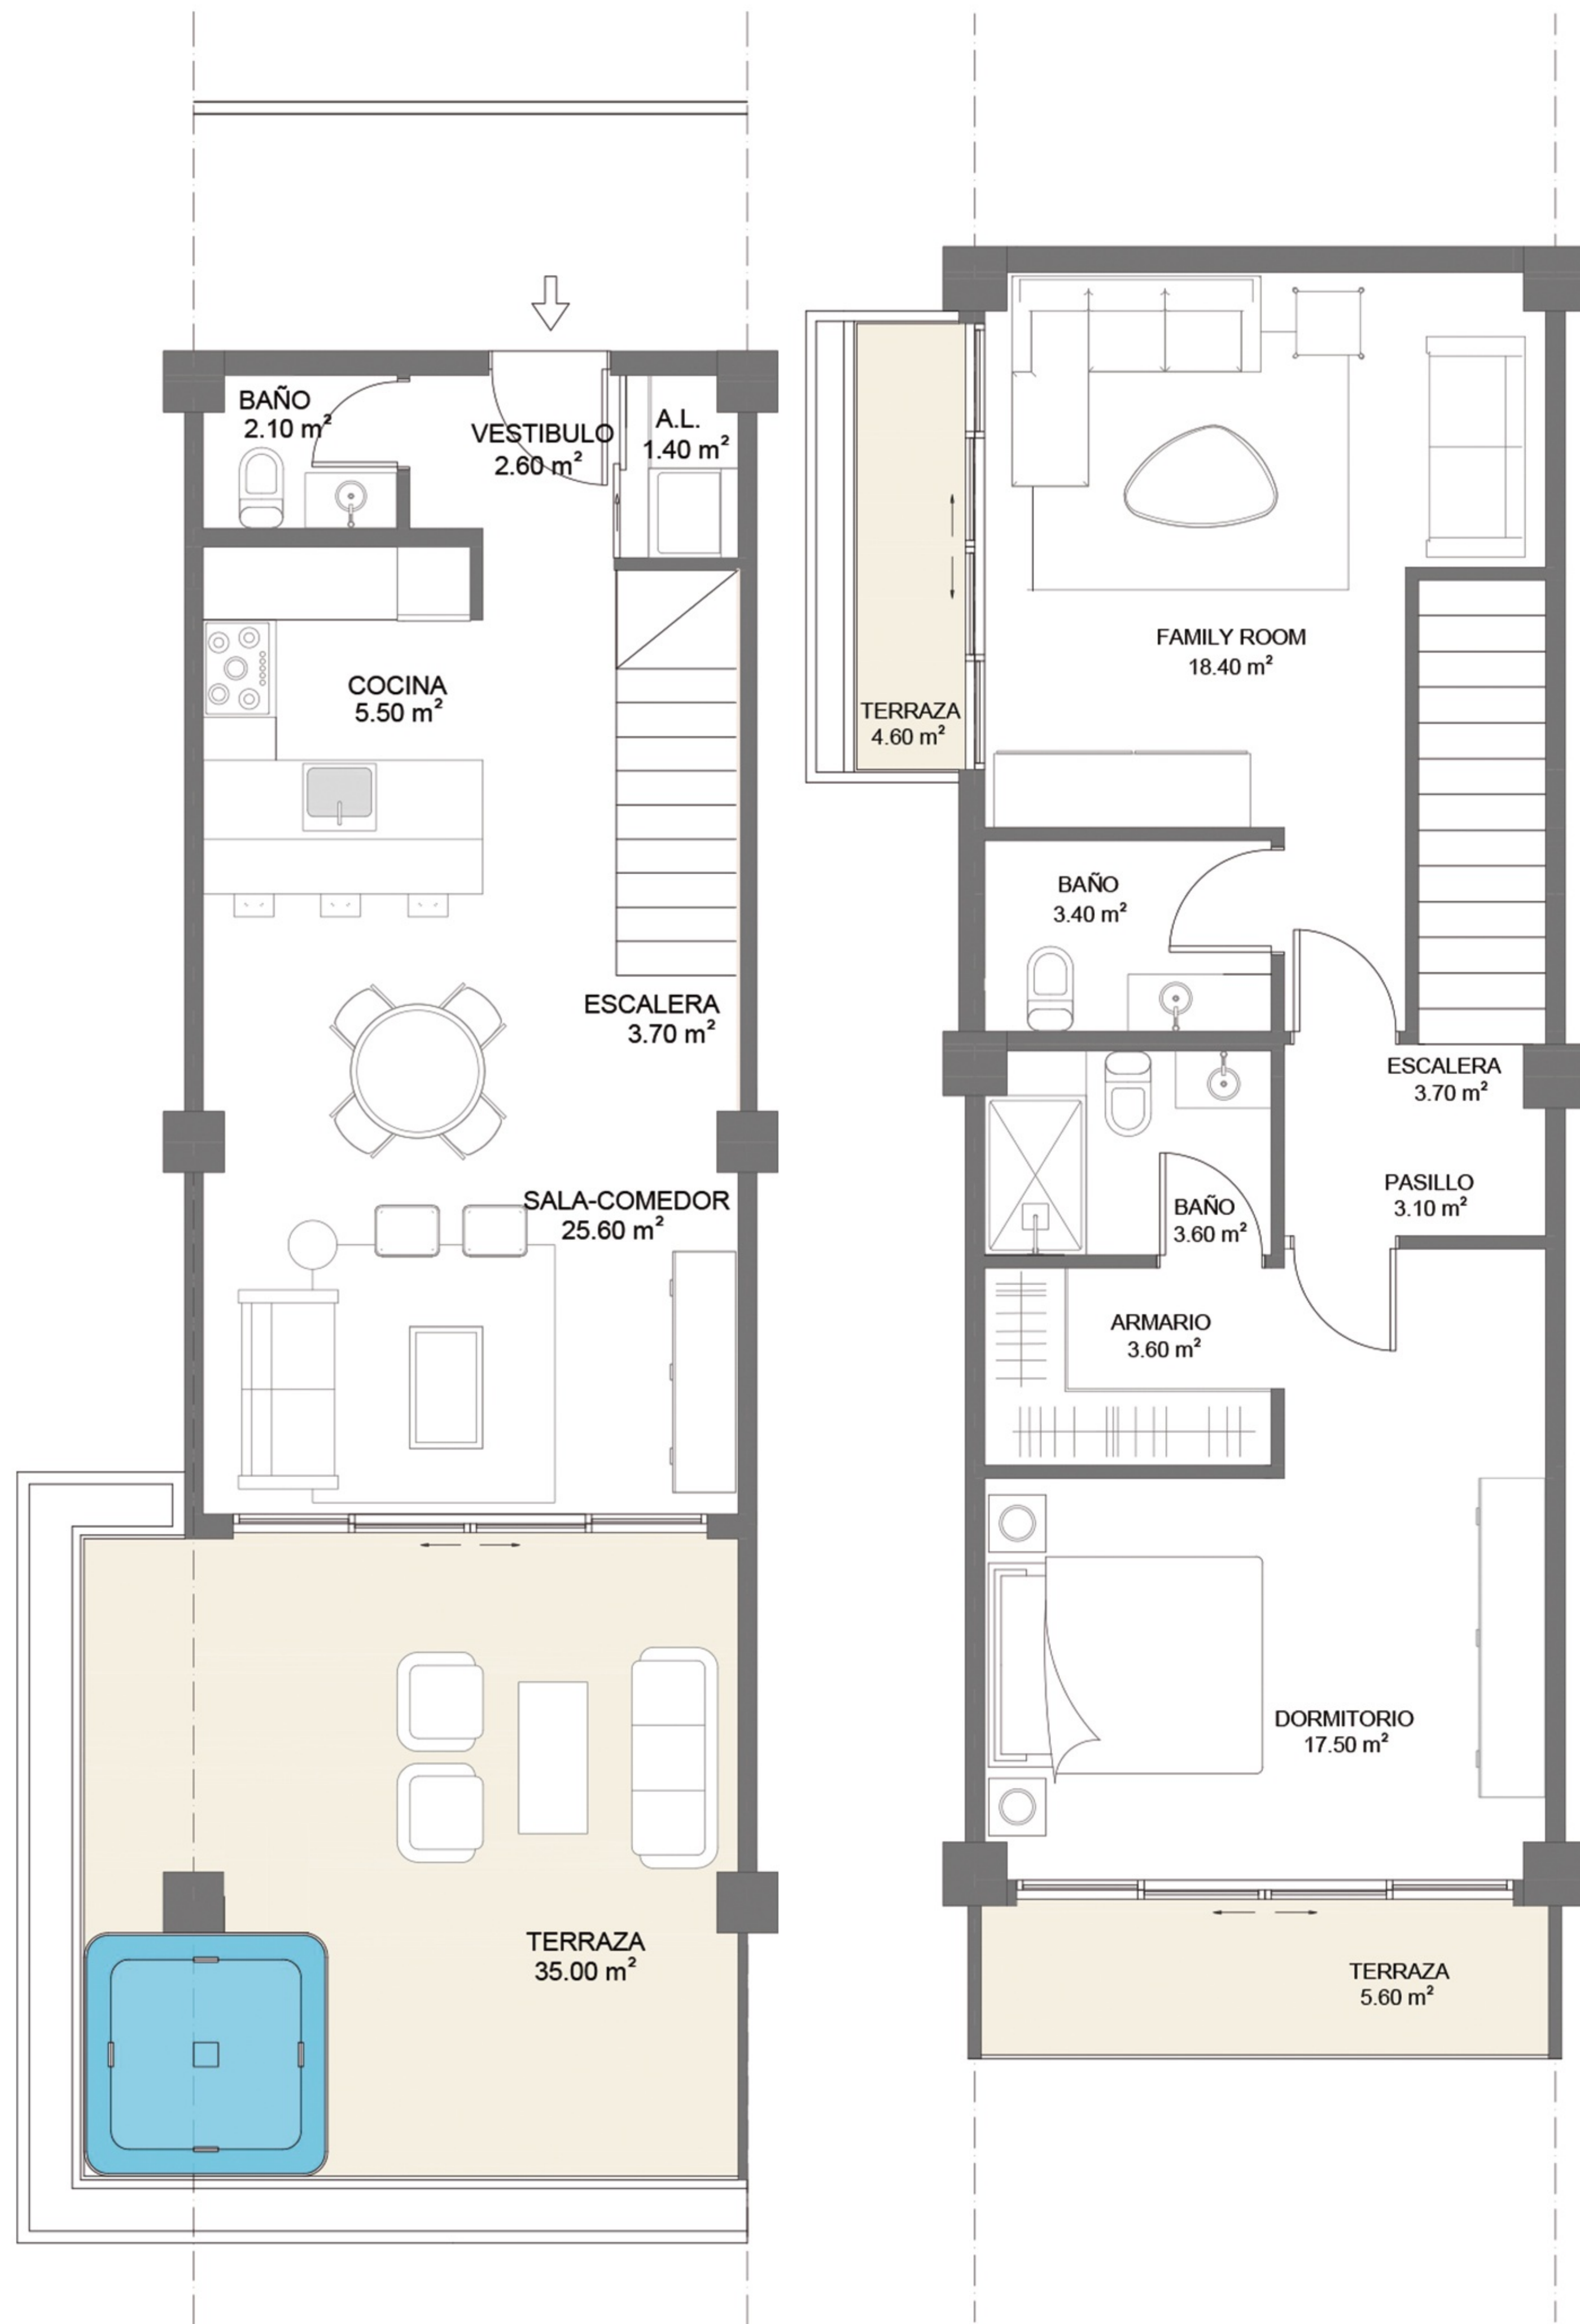 BAÑO
2.10 m²
VESTIBULO
2.60 m²
A.L.
1.40 m²
COCINA
5.50 m²
ESCALERA
3.70 m²
SALA-COMEDOR
25.60 m²
TERRAZA
35.00 m²
FAMILY ROOM
18.40 m²
TERRAZA
4.60 m²
BAÑO
3.40 m²
ESCALERA
3.70 m²
PASILLO
3.10 m²
BAÑO
3.60 m²
ARMARIO
3.60 m²
DORMITORIO
17.50 m²
TERRAZA
5.60 m²